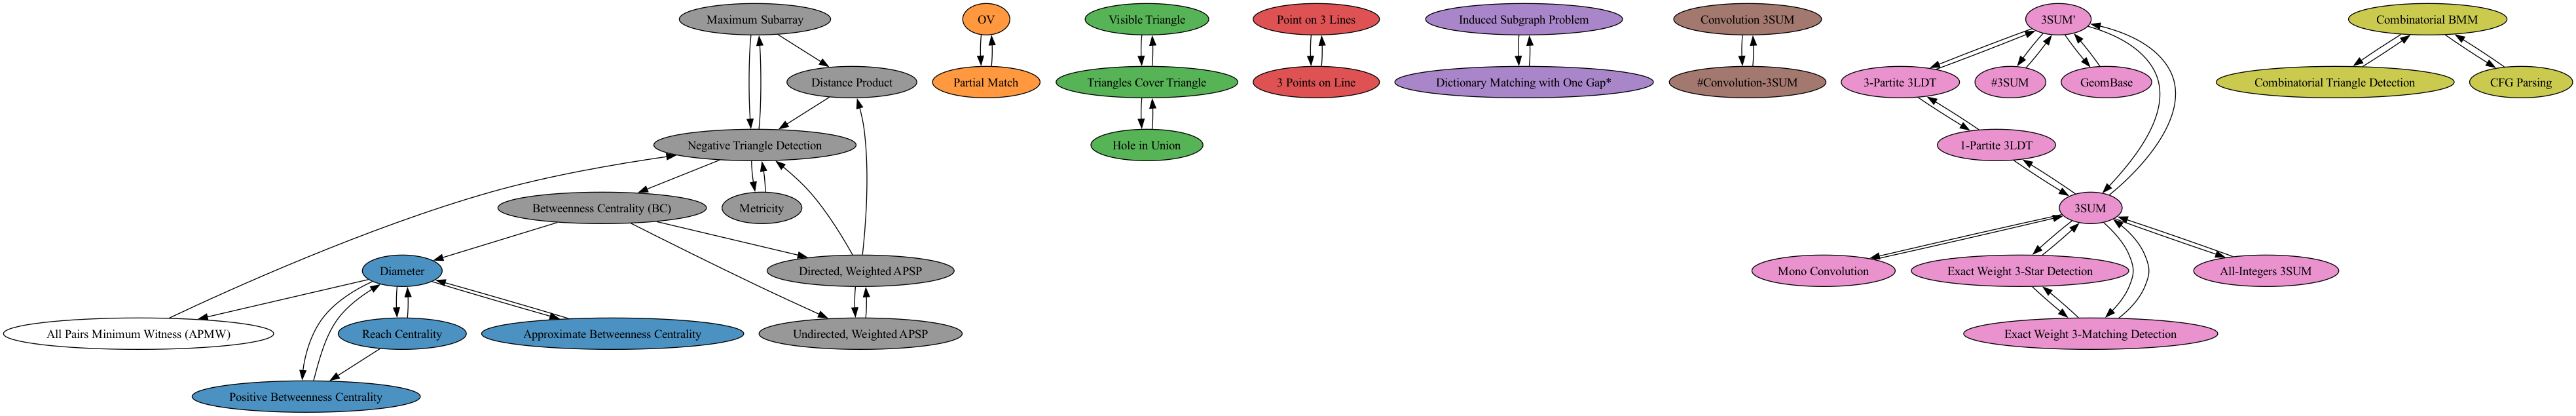 Maximum Subarray
OV
Visible Triangle
Point on 3 Lines
Induced Subgraph Problem
Convolution 3SUM
3SUM'
Combinatorial BMM
Distance Product
Partial Match
Triangles Cover Triangle
3 Points on Line
Dictionary Matching with One Gap*
#Convolution-3SUM
3-Partite 3LDT
#3SUM
GeomBase
Combinatorial Triangle Detection
CFG Parsing
Negative Triangle Detection
Hole in Union
1-Partite 3LDT
Betweenness Centrality (BC)
Metricity
3SUM
Diameter
Directed, Weighted APSP
Mono Convolution
Exact Weight 3-Star Detection
All-Integers 3SUM
All Pairs Minimum Witness (APMW)
Reach Centrality
Approximate Betweenness Centrality
Undirected, Weighted APSP
Exact Weight 3-Matching Detection
Positive Betweenness Centrality